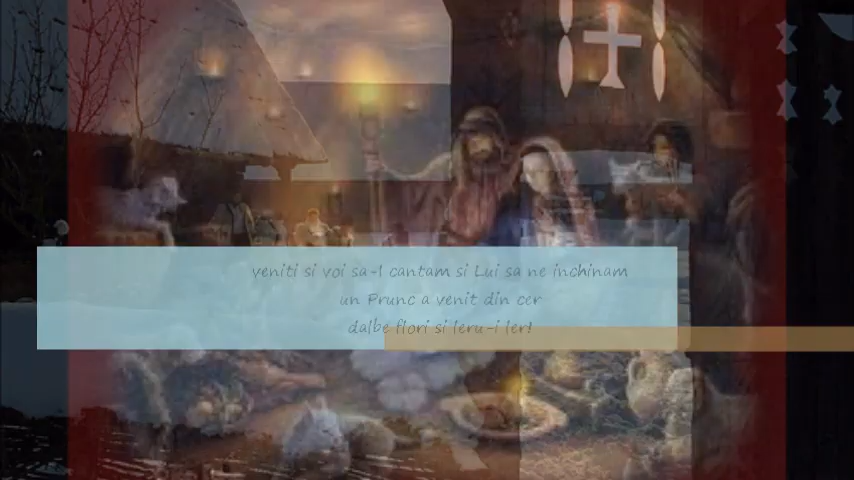 veniti si voi sa-l cantam si Lui sa ne inchinam
un Prunc a venit din cer
dalbe flori si leru-i ler!